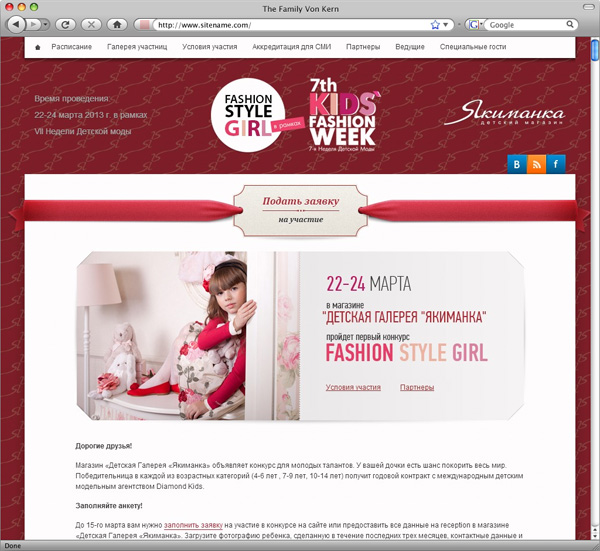 The Family Von Kern
http://www.sitename.com/
Google
Расписание Галерея участниц Условия участия Аккредитация для СМИ Партнеры Ведущие Специальные гости
Время проведения:
22-24 марта 2013 г. в рамках
VII Недели Детской моды
FASHION
STYLE
GIRL
в рамках
7th
KIDS
FASHION
WEEK
7-я Неделя Детской Моды
Якиманка
детский магазин
В f
Подать заявку
на участие
22-24 МАРТА
в магазине
"ДЕТСКАЯ ГАЛЕРЕЯ "ЯКИМАНКА"
пройдет первый конкурс
FASHION STYLE GIRL
Условия участия Партнеры
Дорогие друзья!
Магазин «Детская Галерея «Якиманка» объявляет конкурс для молодых талантов. У вашей дочки есть шанс покорить весь мир.
Победительница в каждой из возрастных категорий (4-6 лет , 7-9 лет, 10-14 лет) получит годовой контракт с международным детским
модельным агентством Diamond Kids.
Заполняйте анкету!
До 15-го марта вам нужно заполнить заявку на участие в конкурсе на сайте или предоставить все данные на reception в магазине
«Детская Галерея «Якиманка». Загрузите фотографию ребенка, сделанную в течение последних трех месяцев, контактные данные и
Done